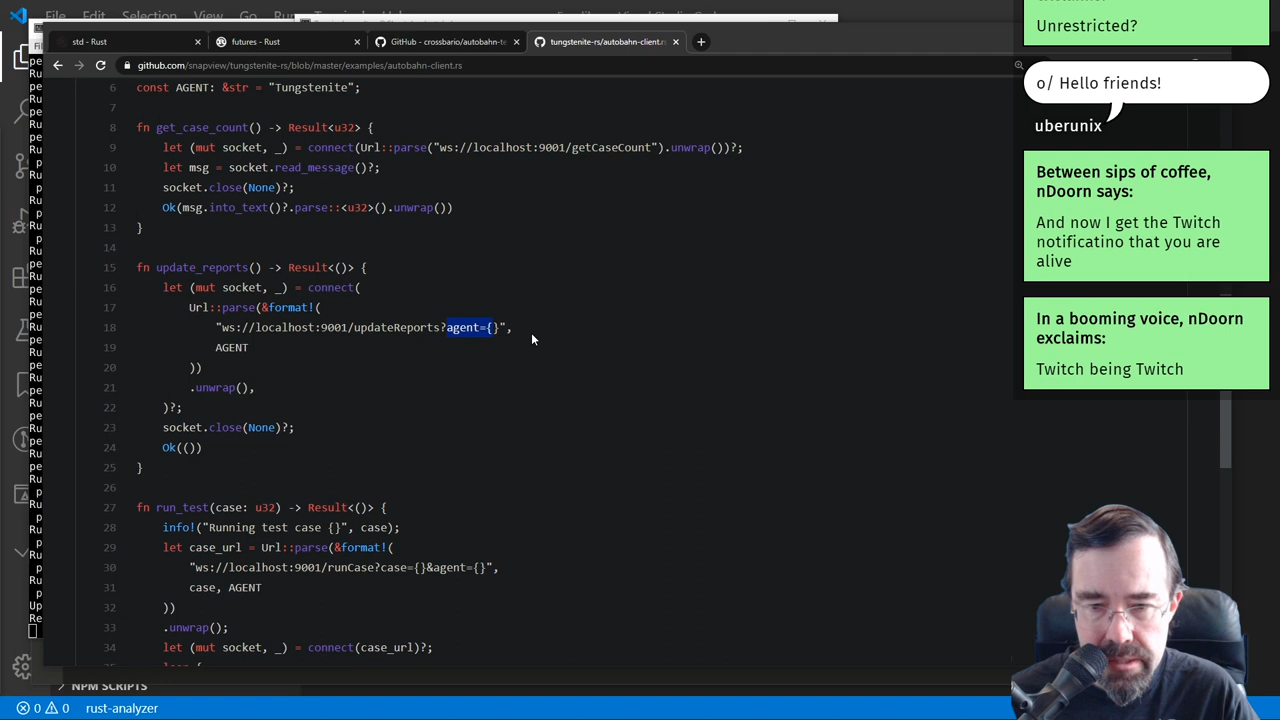 File Edit Selection View Go Run Terminal Help
std - Rust
futures - Rust
GitHub - crossbario/autobahn-te
tungstenite-rs/autobahn-client.rs
github.com/snapview/tungstenite-rs/blob/master/examples/autobahn-client.rs
6 const AGENT: &str = "Tungstenite";
7
8 fn get_case_count() -> Result<u32> {
9 let (mut socket, _) = connect(Url::parse("ws://localhost:9001/getCaseCount").unwrap())?;
10 let msg = socket.read_message()?;
11 socket.close(None)?;
12 Ok(msg.into_text()?.parse::<u32>().unwrap())
13 }
14
15 fn update_reports() -> Result<()> {
16 let (mut socket, _) = connect(
17 Url::parse(&format!(
18 "ws://localhost:9001/updateReports?agent={}",
19 AGENT
20 ))
21 .unwrap(),
22 )?;
23 socket.close(None)?;
24 Ok(())
25 }
26
27 fn run_test(case: u32) -> Result<()> {
28 info!("Running test case {}", case);
29 let case_url = Url::parse(&format!(
30 "ws://localhost:9001/runCase?case={}&agent={}",
31 case, AGENT
32 ))
33 .unwrap();
34 let (mut socket, _) = connect(case_url)?;
NPM SCRIPTS
0 0 rust-analyzer
Unrestricted?
o/ Hello friends!
uberunix
Between sips of coffee,
nDoorn says:
And now I get the Twitch
notificatino that you are
alive
In a booming voice, nDoorn
exclaims:
Twitch being Twitch